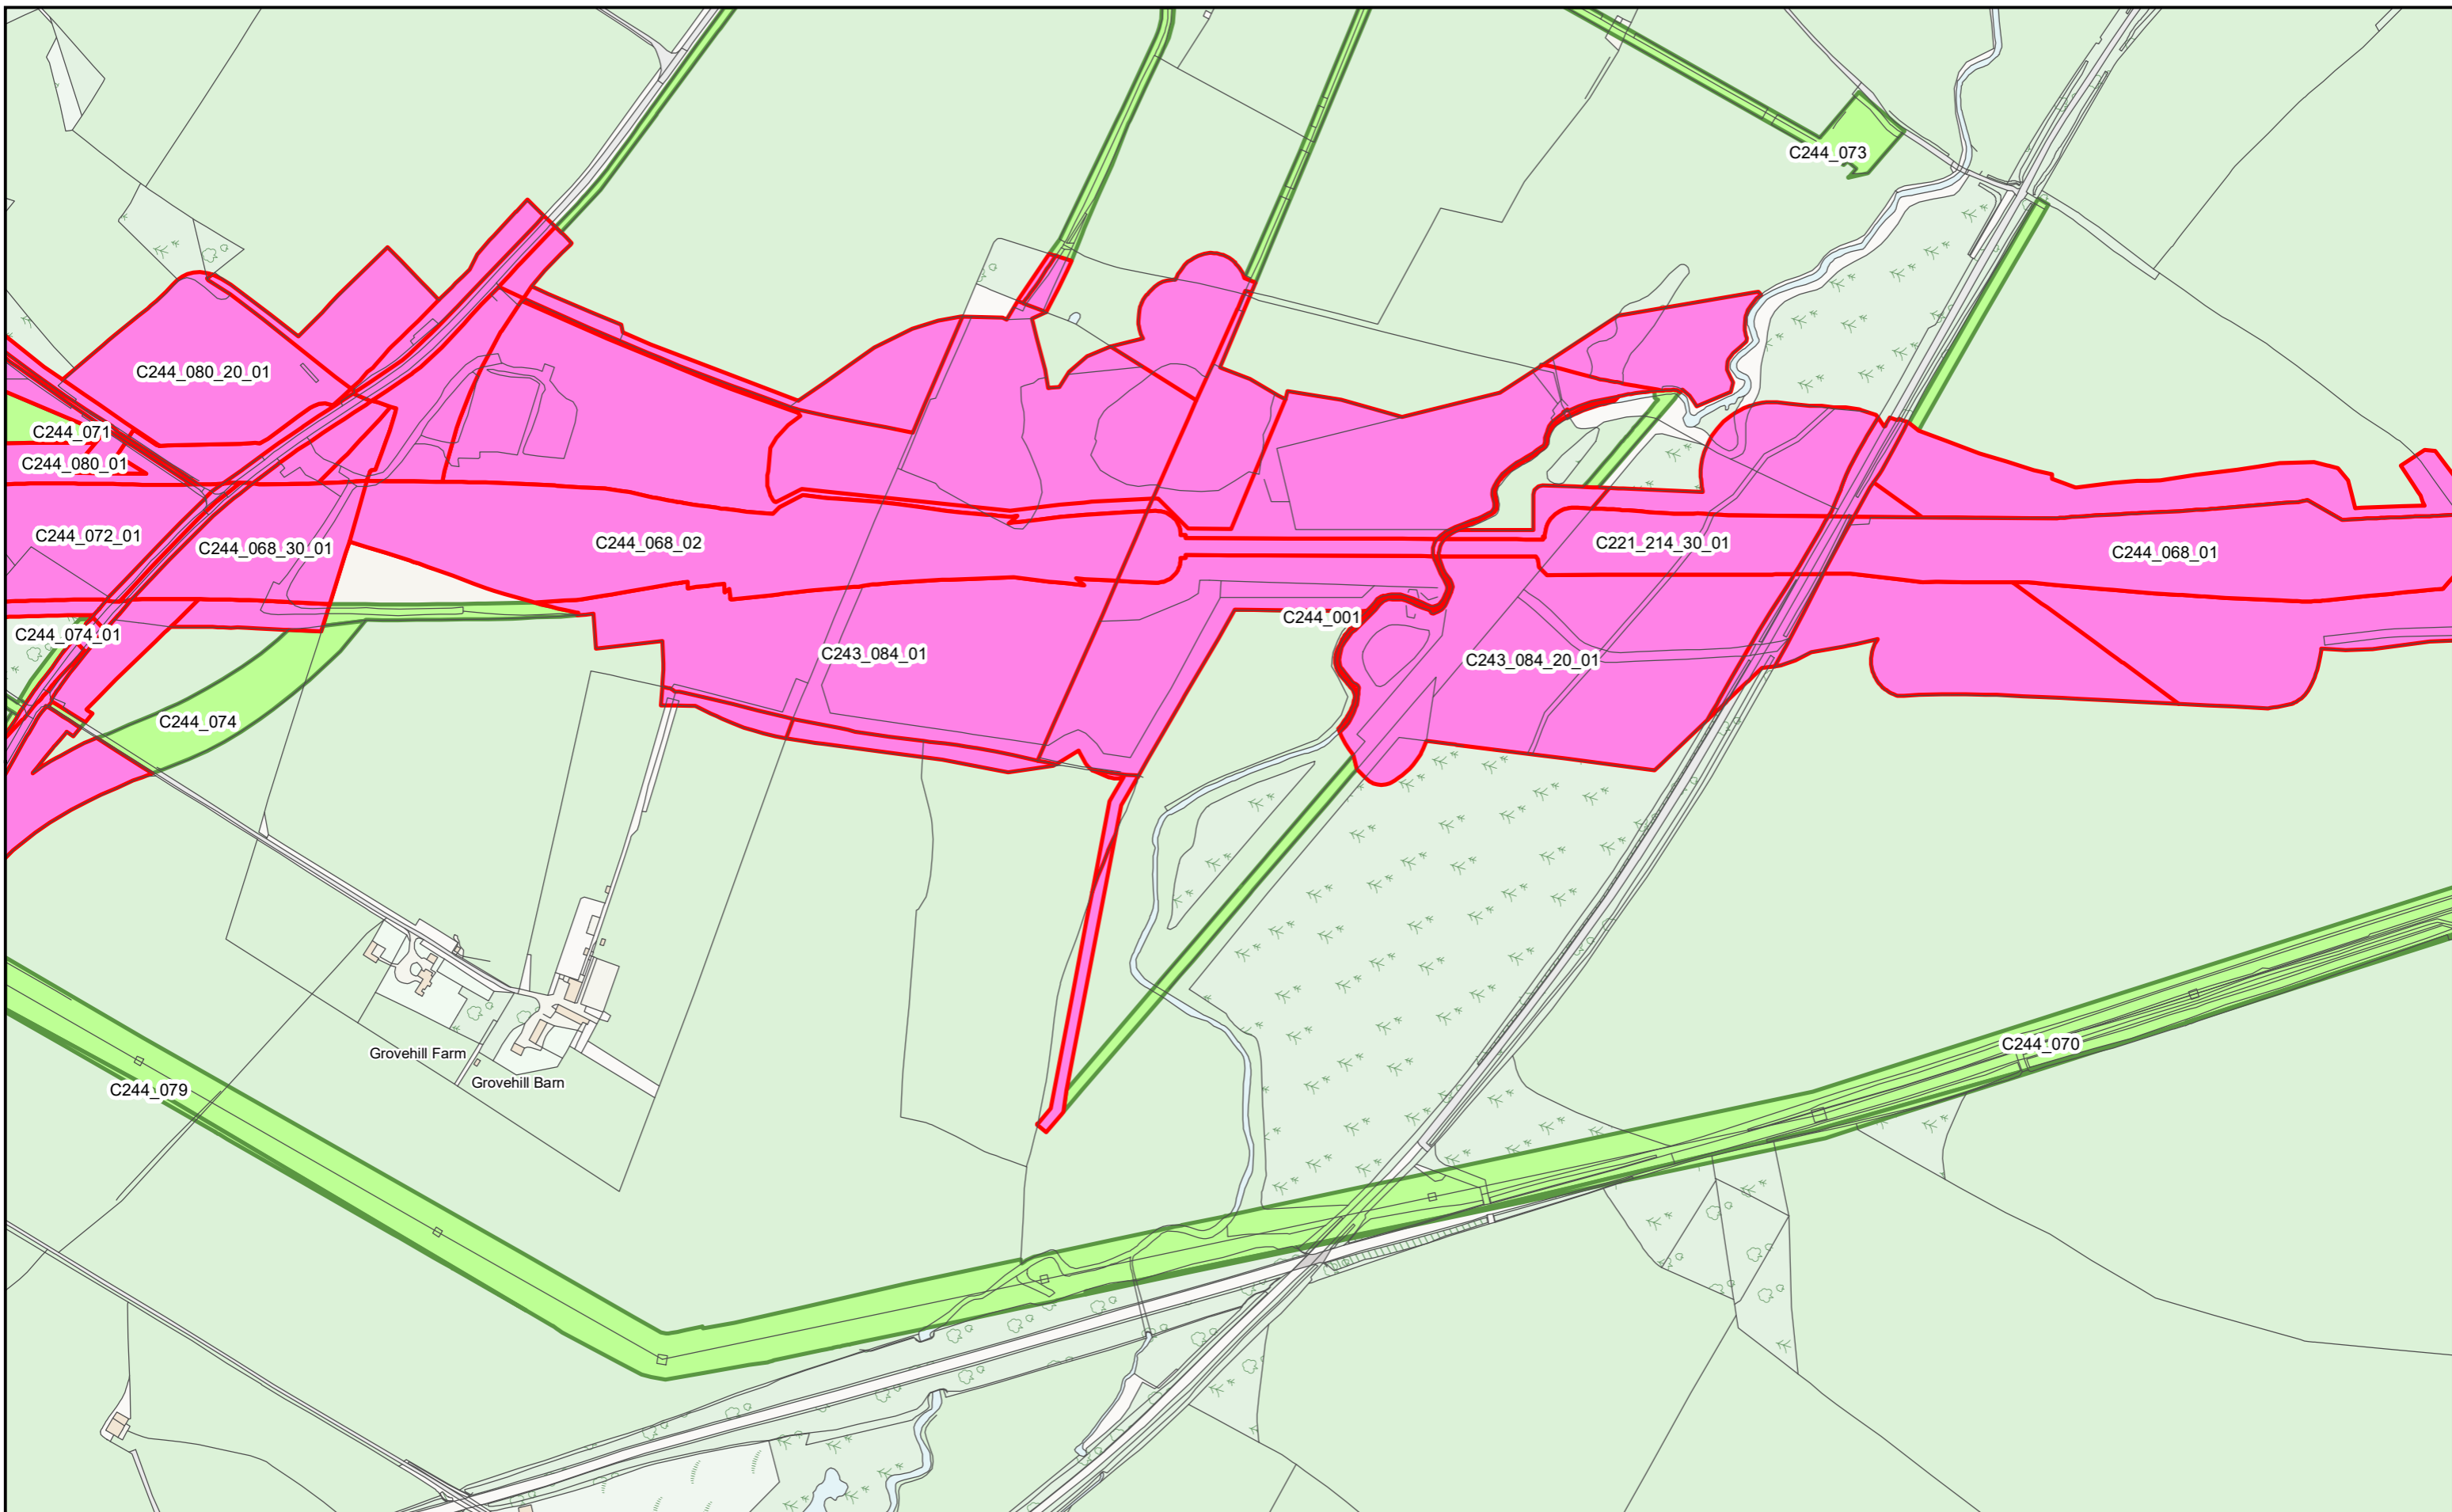 C244_073
C244_080_20_01
C244_071
C244_080_01
C244_072_01
C244_068_30_01
C244_068_02
C221_214_30_01
C244_068_01
C244_001
C244_074_01
C243_084_01
C243_084_20_01
C244_074
C244_070
Grovehill Farm
Grovehill Barn
C244_079